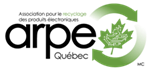 Association pour le recyclage
des produits électroniques
arpe
Québec
MC